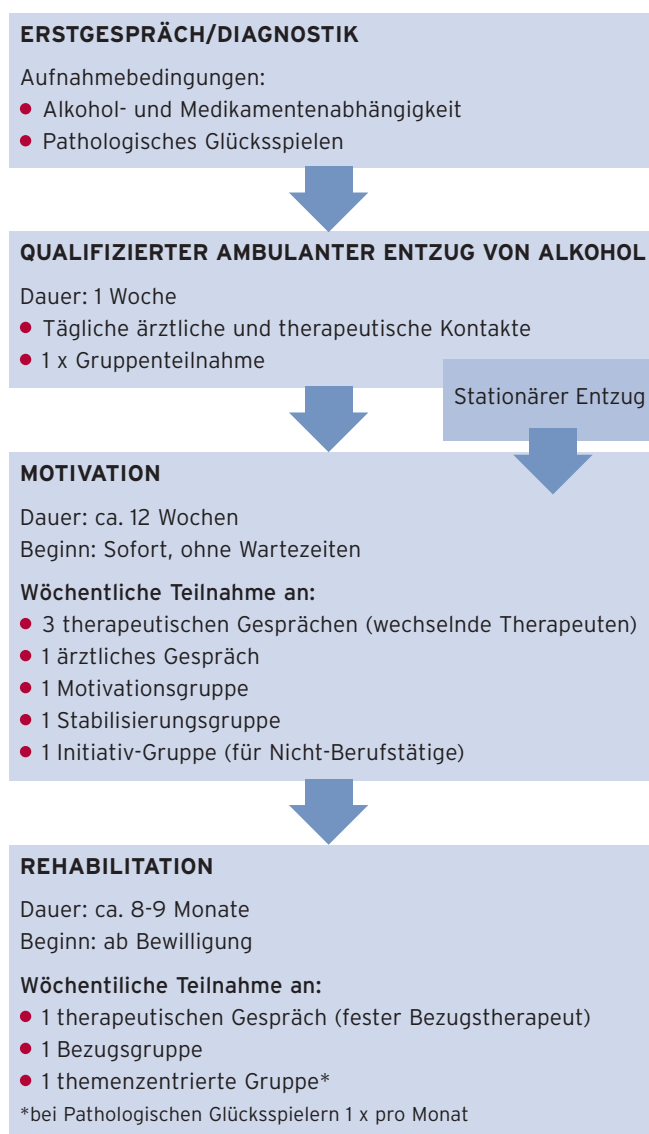 ERSTGESPRÄCH/DIAGNOSTIK
Aufnahmebedingungen:
• Alkohol- und Medikamentenabhängigkeit
• Pathologisches Glücksspielen
QUALIFIZIERTER AMBULANTER ENTZUG VON ALKOHOL
Dauer: 1 Woche
• Tägliche ärztliche und therapeutische Kontakte
• 1 x Gruppenteilnahme
Stationärer Entzug
MOTIVATION
Dauer: ca. 12 Wochen
Beginn: Sofort, ohne Wartezeiten
Wöchentliche Teilnahme an:
• 3 therapeutischen Gesprächen (wechselnde Therapeuten)
• 1 ärztliches Gespräch
• 1 Motivationsgruppe
• 1 Stabilisierungsgruppe
• 1 Initiativ-Gruppe (für Nicht-Berufstätige)
REHABILITATION
Dauer: ca. 8-9 Monate
Beginn: ab Bewilligung
Wöchentiliche Teilnahme an:
• 1 therapeutischen Gespräch (fester Bezugstherapeut)
• 1 Bezugsgruppe
• 1 themenzentrierte Gruppe*
*bei Pathologischen Glücksspielern 1 x pro Monat